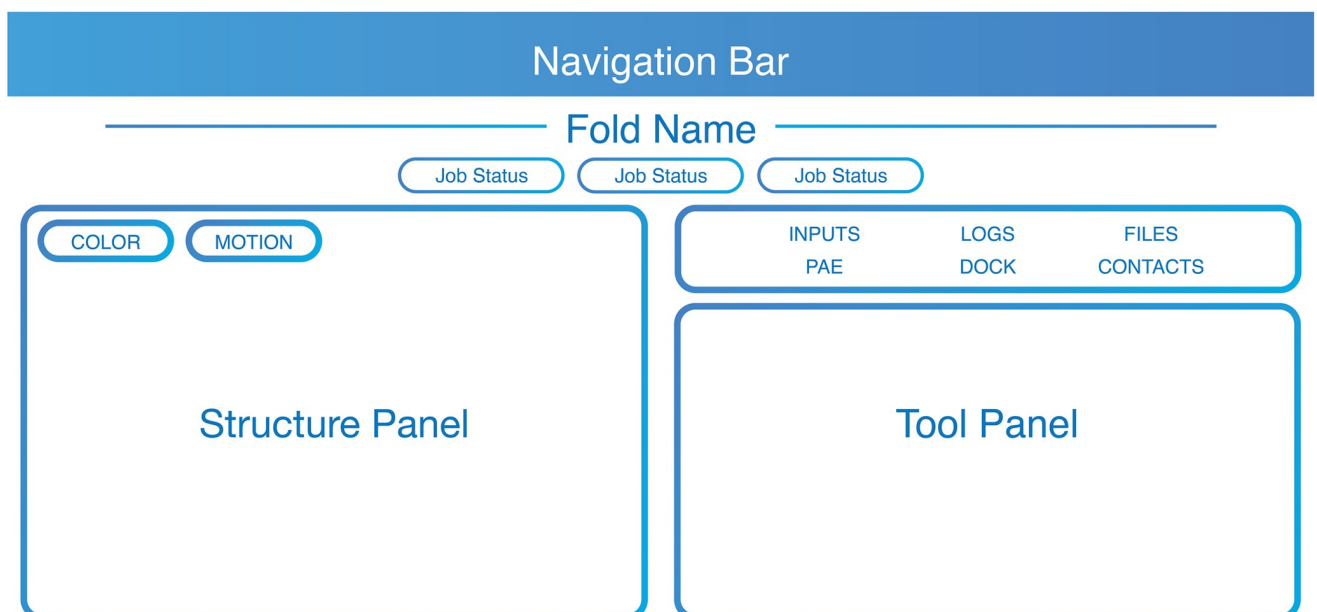 Navigation Bar
Fold Name
Job Status Job Status Job Status
COLOR MOTION
INPUTS LOGS FILES
PAE DOCK CONTACTS
Structure Panel
Tool Panel